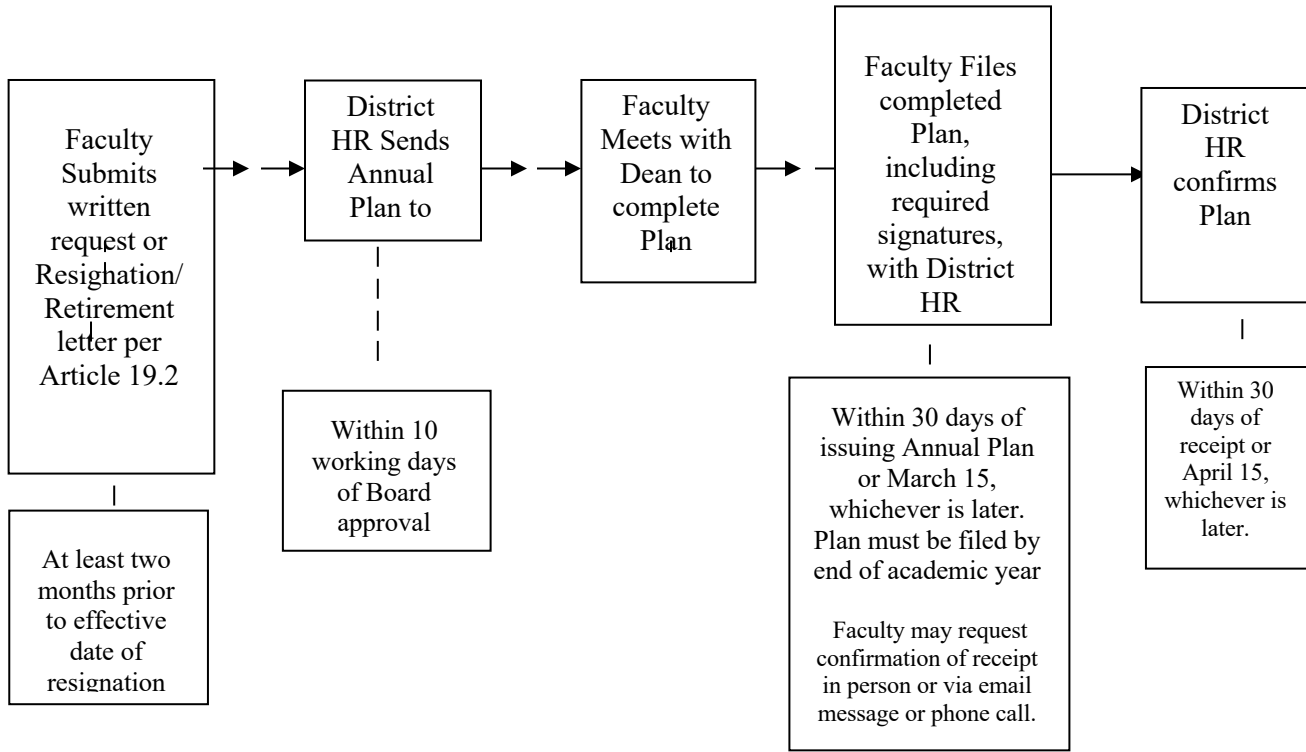 Faculty
Submits
written
request or
Resignation/
Retirement
letter per
Article 19.2
District
HR Sends
Annual
Plan to
Faculty
Meets with
Dean to
complete
Plan
Faculty Files
completed
Plan,
including
required
signatures,
with District
HR
District
HR
confirms
Plan
At least two
months prior
to effective
date of
resignation
Within 10
working days
of Board
approval
Within 30 days of
issuing Annual Plan
or March 15,
whichever is later.
Plan must be filed by
end of academic year
Faculty may request
confirmation of receipt
in person or via email
message or phone call.
Within 30
days of
receipt or
April 15,
whichever is
later.